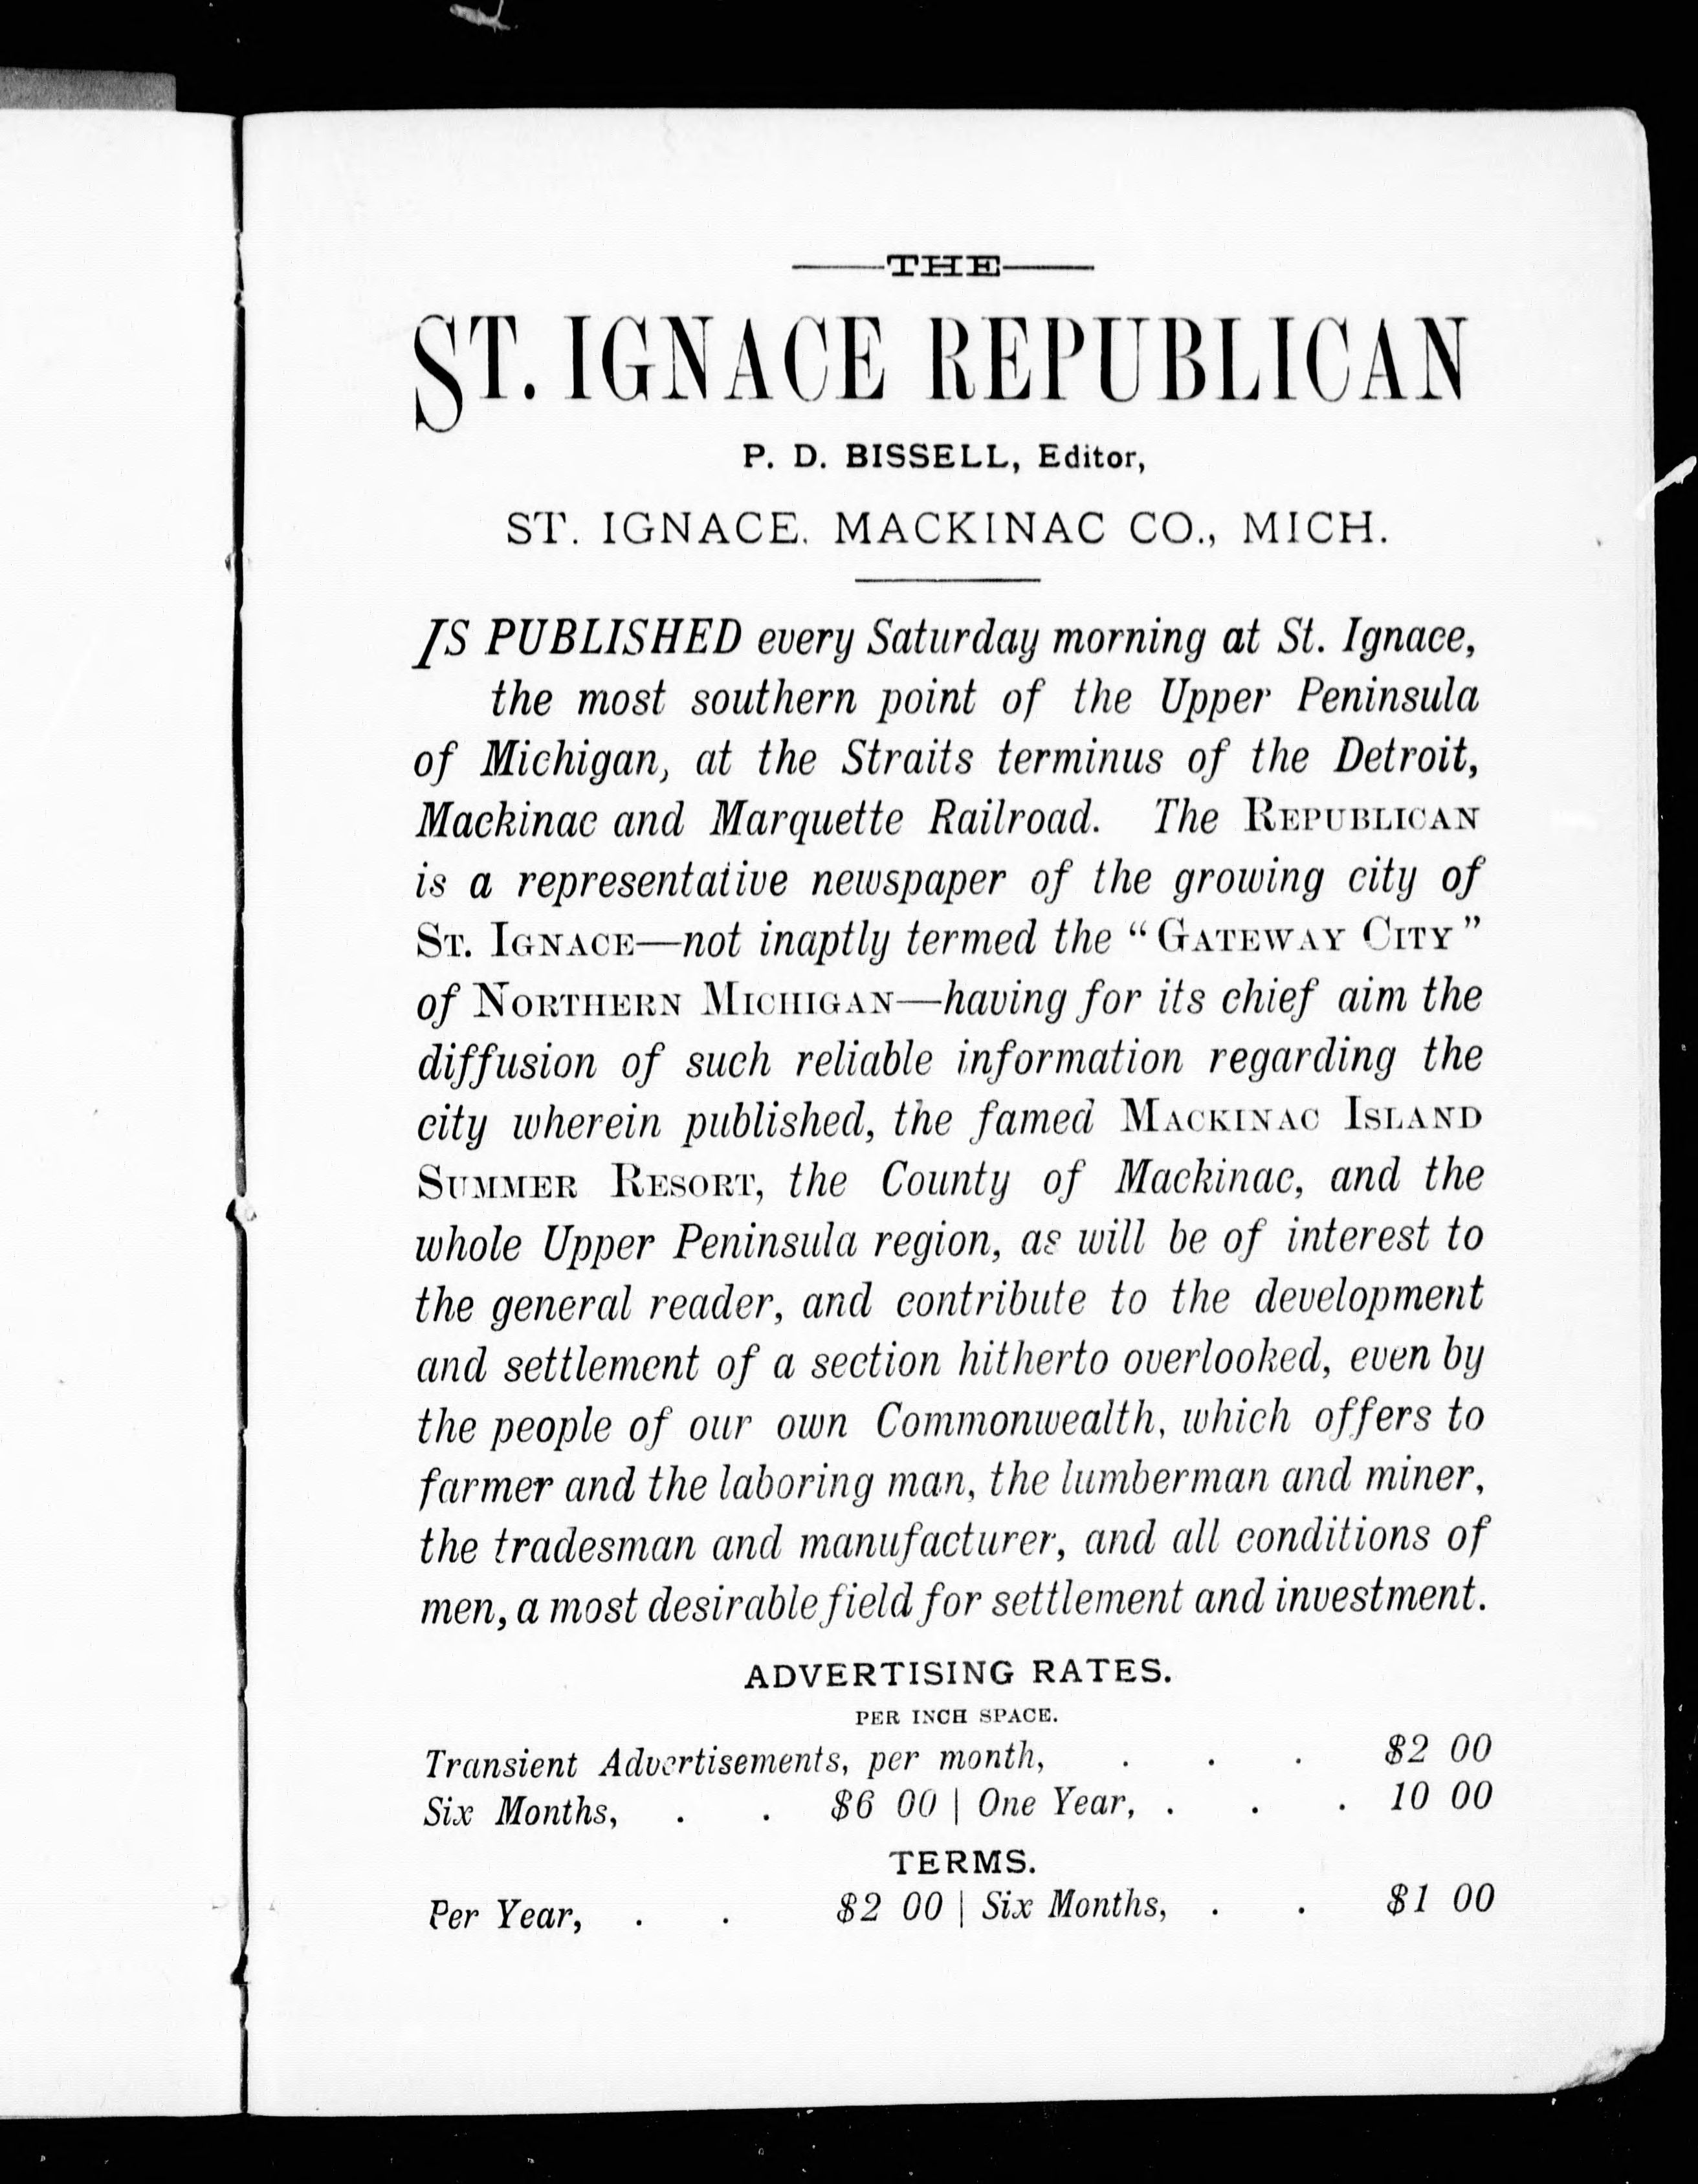 THE
ST. IGNACE REPUBLICAN
P. D. BISSELL, Editor,
ST. IGNACE. MACKINAC CO., MICH.
IS PUBLISHED every Saturday morning at St. Ignace,
the most southern point of the Upper Peninsula
of Michigan, at the Straits terminus of the Detroit,
Mackinac and Marquette Railroad. The REPUBLICAN
is a representative newspaper of the growing city of
ST. IGNACE—not inaptly termed the “GATEWAY CITY”
of NORTHERN MICHIGAN—having for its chief aim the
diffusion of such reliable information regarding the
city wherein published, the famed MACKINAC ISLAND
SUMMER RESORT, the County of Mackinac, and the
whole Upper Peninsula region, as will be of interest to
the general reader, and contribute to the development
and settlement of a section hitherto overlooked, even by
the people of our own Commonwealth, which offers to
farmer and the laboring man, the lumberman and miner,
the tradesman and manufacturer, and all conditions of
men, a most desirable field for settlement and investment.
ADVERTISING RATES.
PER INCH SPACE.
Transient Advertisements, per month, . . . $2 00
Six Months, . . $6 00 | One Year, . . . 10 00
TERMS.
Per Year, . . $2 00 | Six Months, . . $1 00